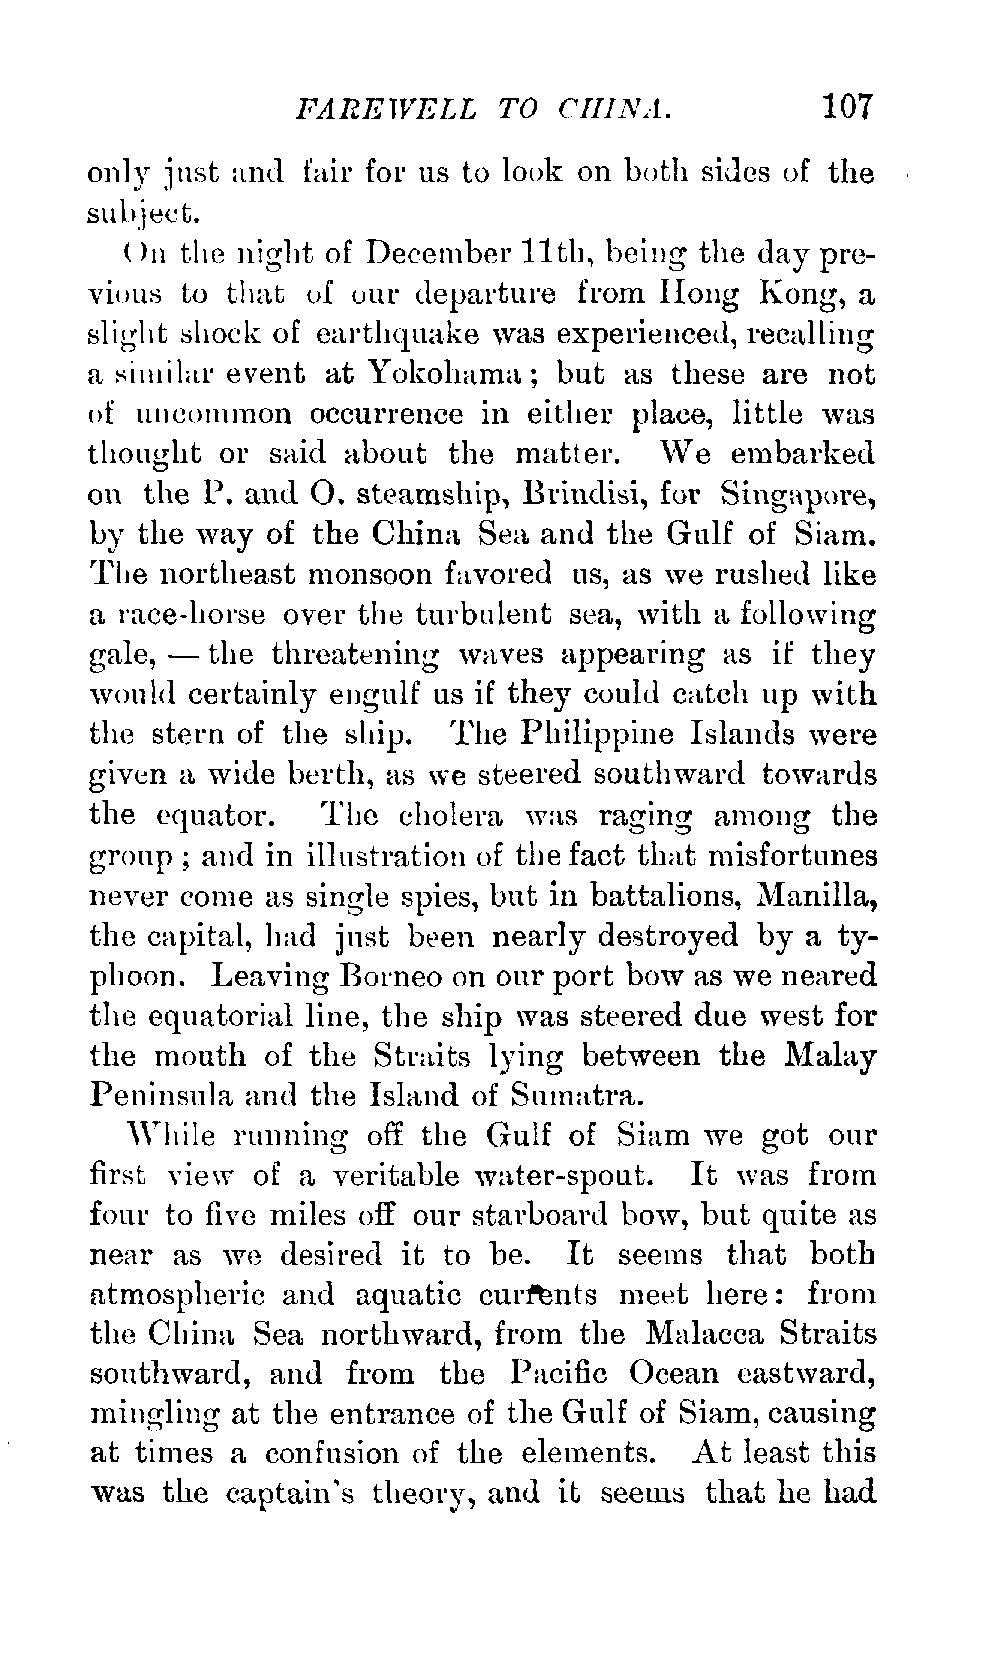 FAREWELL TO CHINA. 107
only just and fair for us to look on both sides of the
subject.
On the night of December 11th, being the day pre-
vious to that of our departure from Hong Kong, a
slight shock of earthquake was experienced, recalling
a similar event at Yokohama; but as these are not
of uncommon occurrence in either place, little was
thought or said about the matter. We embarked
on the P. and O. steamship, Brindisi, for Singapore,
by the way of the China Sea and the Gulf of Siam.
The northeast monsoon favored us, as we rushed like
a race-horse over the turbulent sea, with a following
gale, — the threatening waves appearing as if they
would certainly engulf us if they could catch up with
the stern of the ship. The Philippine Islands were
given a wide berth, as we steered southward towards
the equator. The cholera was raging among the
group; and in illustration of the fact that misfortunes
never come as single spies, but in battalions, Manilla,
the capital, had just been nearly destroyed by a ty-
phoon. Leaving Borneo on our port bow as we neared
the equatorial line, the ship was steered due west for
the mouth of the Straits lying between the Malay
Peninsula and the Island of Sumatra.
While running off the Gulf of Siam we got our
first view of a veritable water-spout. It was from
four to five miles off our starboard bow, but quite as
near as we desired it to be. It seems that both
atmospheric and aquatic currents meet here: from
the China Sea northward, from the Malacca Straits
southward, and from the Pacific Ocean eastward,
mingling at the entrance of the Gulf of Siam, causing
at times a confusion of the elements. At least this
was the captain's theory, and it seems that he had